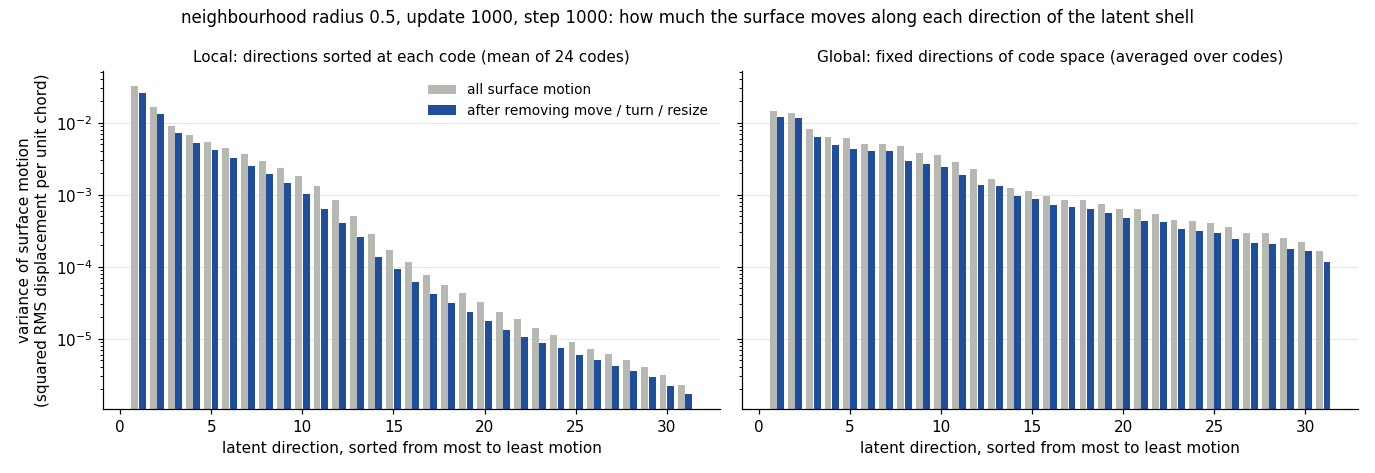 neighbourhood radius 0.5, update 1000, step 1000: how much the surface moves along each direction of the latent shell
Local: directions sorted at each code (mean of 24 codes)
Global: fixed directions of code space (averaged over codes)
variance of surface motion
(squared RMS displacement per unit chord)
all surface motion
after removing move / turn / resize
10⁻²
10⁻³
10⁻⁴
10⁻⁵
0 5 10 15 20 25 30
0 5 10 15 20 25 30
latent direction, sorted from most to least motion
latent direction, sorted from most to least motion